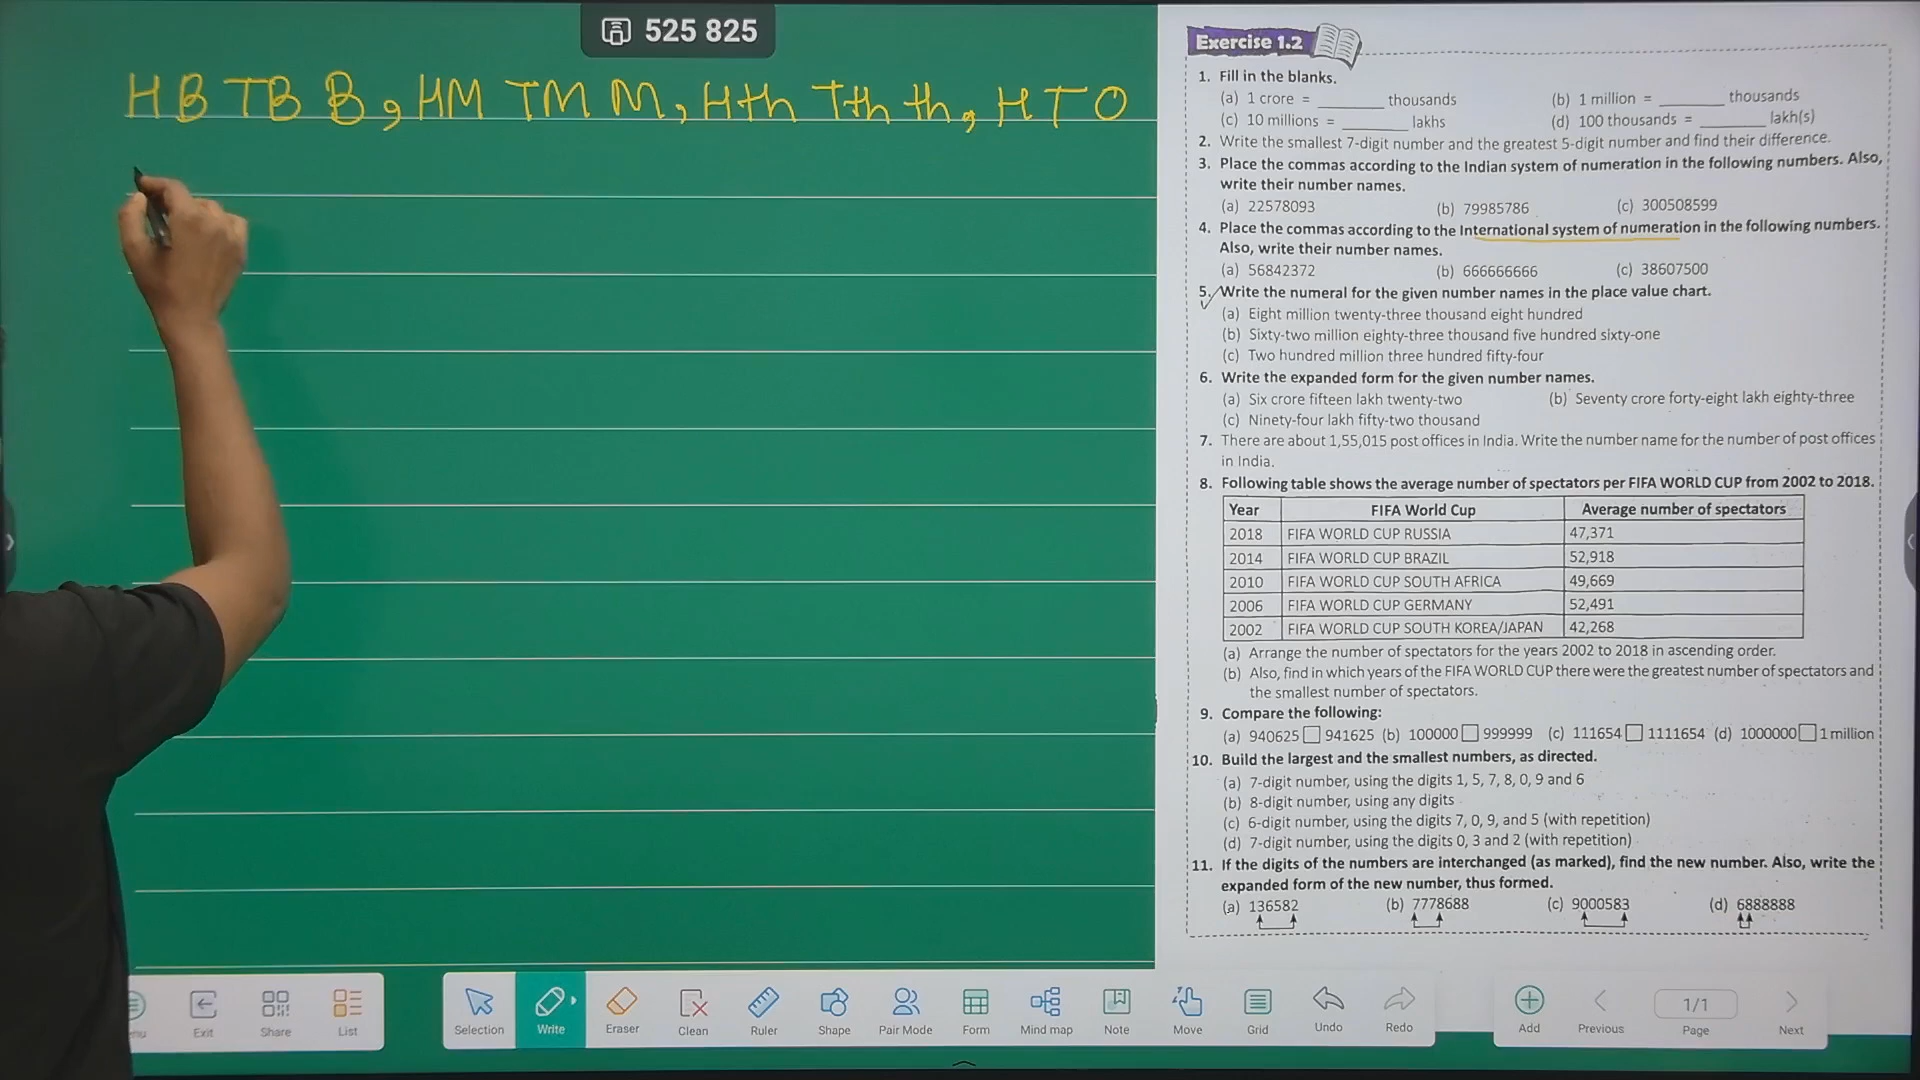 525 825
H B T B B , H M T M M , H th T th th , H T O
Exercise 1.2
1. Fill in the blanks.
(a) 1 crore = ______ thousands (b) 1 million = ______ thousands
(c) 10 millions = ______ lakhs (d) 100 thousands = ______ lakh(s)
2. Write the smallest 7-digit number and the greatest 5-digit number and find their difference.
3. Place the commas according to the Indian system of numeration in the following numbers. Also,
write their number names.
(a) 22578093 (b) 79985786 (c) 300508599
4. Place the commas according to the International system of numeration in the following numbers.
Also, write their number names.
(a) 56842372 (b) 666666666 (c) 38607500
5. Write the numeral for the given number names in the place value chart.
(a) Eight million twenty-three thousand eight hundred
(b) Sixty-two million eighty-three thousand five hundred sixty-one
(c) Two hundred million three hundred fifty-four
6. Write the expanded form for the given number names.
(a) Six crore fifteen lakh twenty-two (b) Seventy crore forty-eight lakh eighty-three
(c) Ninety-four lakh fifty-two thousand
7. There are about 1,55,015 post offices in India. Write the number name for the number of post offices
in India.
8. Following table shows the average number of spectators per FIFA WORLD CUP from 2002 to 2018.
Year FIFA World Cup Average number of spectators
2018 FIFA WORLD CUP RUSSIA 47,371
2014 FIFA WORLD CUP BRAZIL 52,918
2010 FIFA WORLD CUP SOUTH AFRICA 49,669
2006 FIFA WORLD CUP GERMANY 52,491
2002 FIFA WORLD CUP SOUTH KOREA/JAPAN 42,268
(a) Arrange the number of spectators for the years 2002 to 2018 in ascending order.
(b) Also, find in which years of the FIFA WORLD CUP there were the greatest number of spectators and
the smallest number of spectators.
9. Compare the following:
(a) 940625 □ 941625 (b) 100000 □ 999999 (c) 111654 □ 1111654 (d) 1000000 □ 1 million
10. Build the largest and the smallest numbers, as directed.
(a) 7-digit number, using the digits 1, 5, 7, 8, 0, 9 and 6
(b) 8-digit number, using any digits
(c) 6-digit number, using the digits 7, 0, 9, and 5 (with repetition)
(d) 7-digit number, using the digits 0, 3 and 2 (with repetition)
11. If the digits of the numbers are interchanged (as marked), find the new number. Also, write the
expanded form of the new number, thus formed.
(a) 136582 (b) 7778688 (c) 9000583 (d) 6888888
Exit Share List Selection Write Eraser Clean Ruler Shape Pair Mode Form Mind map Note Move Grid Undo Redo Add Previous 1/1 Page Next